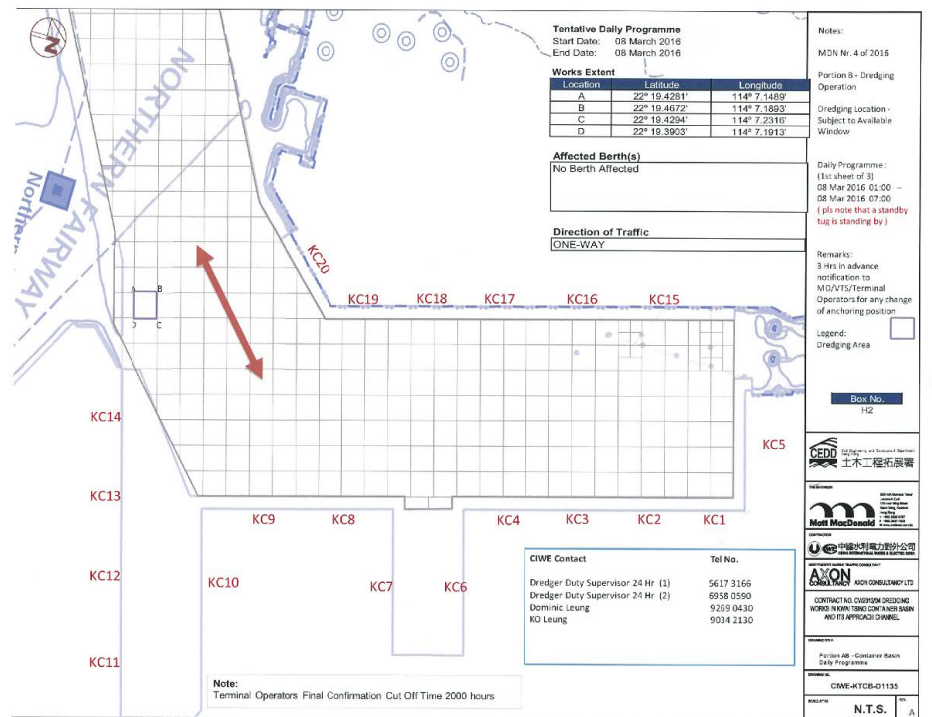 N
NORTHERN FAIRWAY
Northern
Tentative Daily Programme
Start Date: 08 March 2016
End Date: 08 March 2016
Works Extent
Location Latitude Longitude
A 22° 19.4281' 114° 7.1489'
B 22° 19.4672' 114° 7.1893'
C 22° 19.4294' 114° 7.2316'
D 22° 19.3903' 114° 7.1913'
Affected Berth(s)
No Berth Affected
Direction of Traffic
ONE-WAY
A B
D C
KC20
KC19 KC18 KC17 KC16 KC15
KC14
KC13
KC12
KC11
KC10
KC9 KC8
KC7 KC6
KC4 KC3 KC2 KC1
KC5
CIWE Contact Tel No.
Dredger Duty Supervisor 24 Hr (1) 5617 3166
Dredger Duty Supervisor 24 Hr (2) 6958 0590
Dominic Leung 9269 0430
KO Leung 9034 2130
Note:
Terminal Operators Final Confirmation Cut Off Time 2000 hours
Notes:
MDN Nr. 4 of 2016
Portion B - Dredging
Operation
Dredging Location -
Subject to Available
Window
Daily Programme :
(1st sheet of 3)
08 Mar 2016 01:00 --
08 Mar 2016 07:00
( pls note that a standby
tug is standing by )
Remarks:
3 Hrs in advance
notification to
MD/VTS/Terminal
Operators for any change
of anchoring position
Legend:
Dredging Area
Box No.
H2
CEDD
土木工程拓展署
Mott MacDonald
中國水利電力對外公司
AXON
CONSULTANCY AXON CONSULTANCY LTD
CONTRACT NO. CV/2013/04 DREDGING
WORKS IN KWAI TSING CONTAINER BASIN
AND ITS APPROACH CHANNEL
Portion AB - Container Basin
Daily Programme
CIWE-KTCB-D1135
N.T.S. A